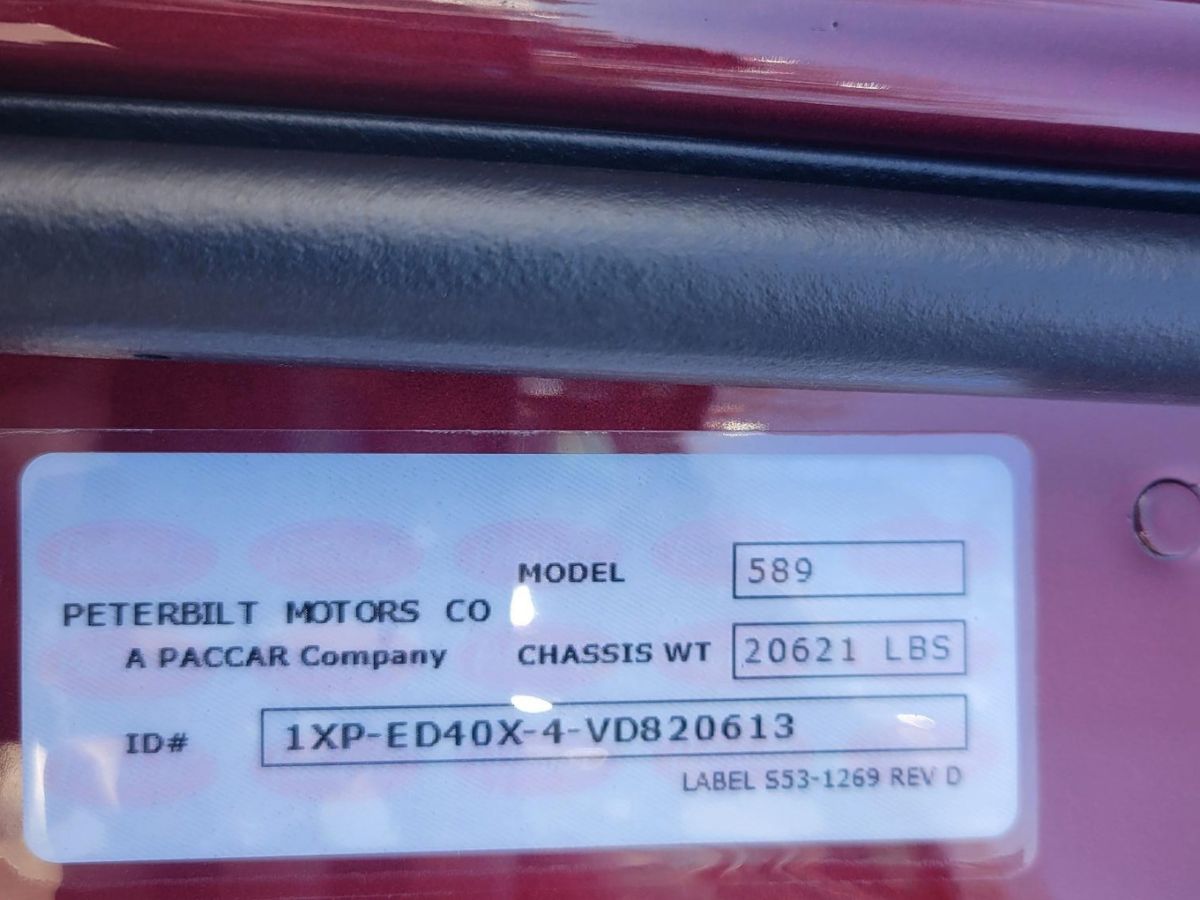 MODEL 589
PETERBILT MOTORS CO
A PACCAR Company
CHASSIS WT 20621 LBS
ID# 1XP-ED40X-4-VD820613
LABEL S53-1269 REV D